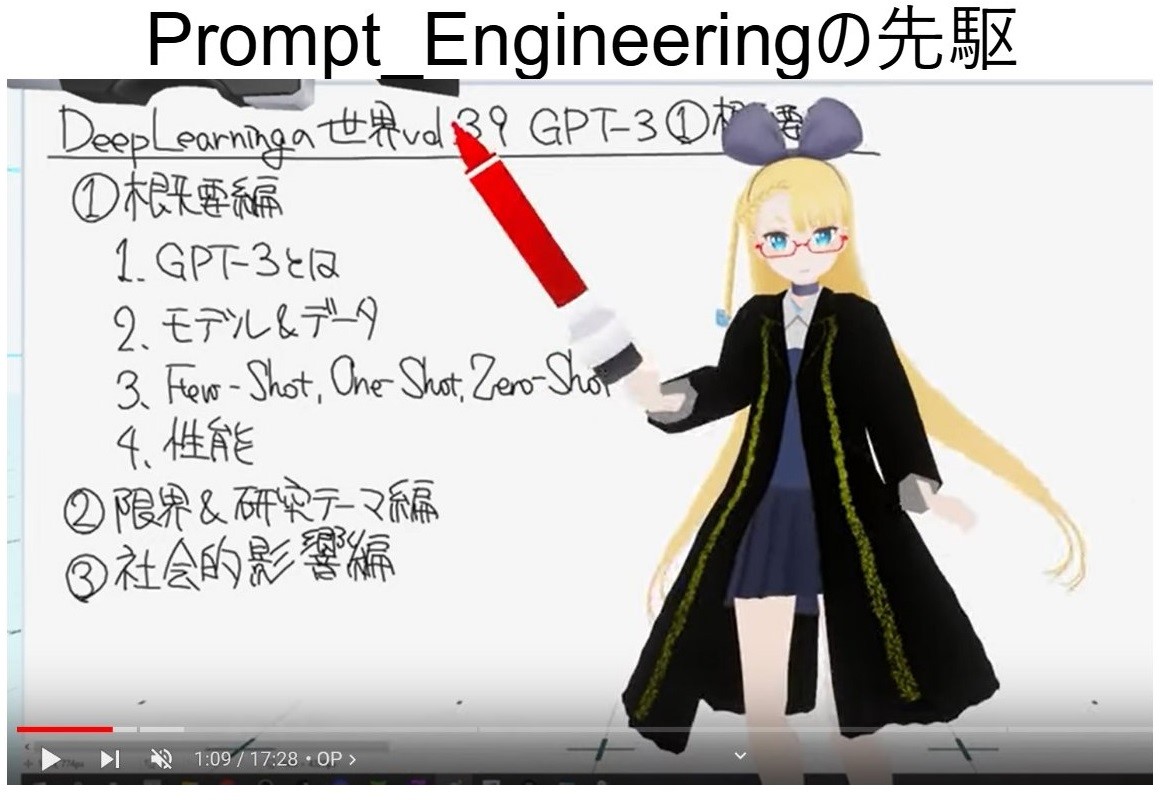 Prompt_Engineeringの先駆
DeepLearningの世界vol.39 GPT-3 ①概要
①概要編
1. GPT-3とは
2. モデル&データ
3. Few-Shot, One-Shot, Zero-Shot
4. 性能
②限界&研究テーマ編
③社会的影響編
1:09 / 17:28・OP >